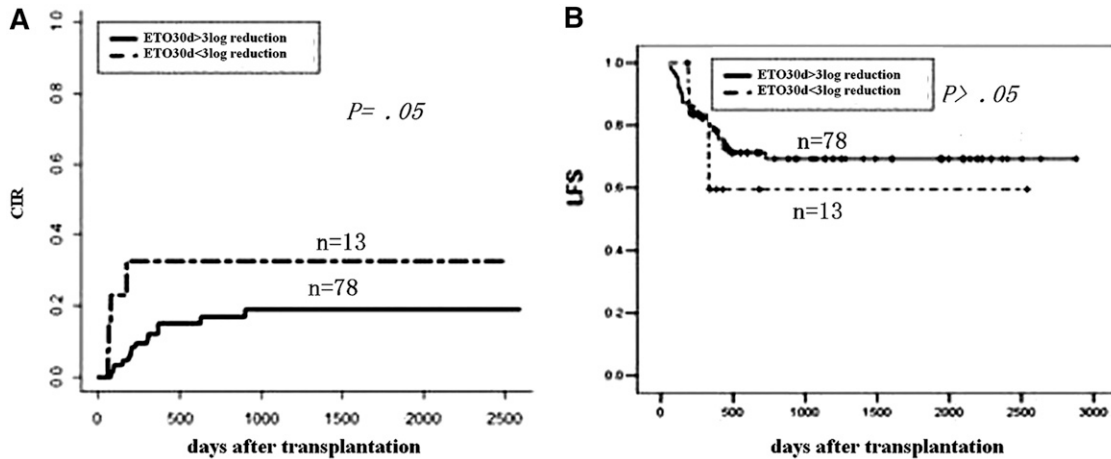 A
ETO30d>3log reduction
ETO30d<3log reduction
P= .05
CIR
1.0
0.8
0.6
0.4
0.2
0.0
n=13
n=78
0
500
1000
1500
2000
2500
days after transplantation
B
ETO30d>3log reduction
ETO30d<3log reduction
P> .05
LFS
1.0
0.8
0.6
0.4
0.2
0.0
n=78
n=13
0
500
1000
1500
2000
2500
3000
days after transplantation